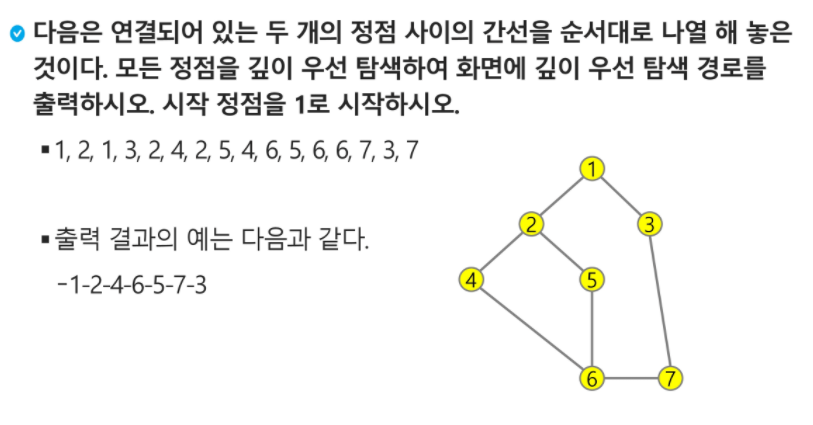 다음은 연결되어 있는 두 개의 정점 사이의 간선을 순서대로 나열 해 놓은
것이다. 모든 정점을 깊이 우선 탐색하여 화면에 깊이 우선 탐색 경로를
출력하시오. 시작 정점을 1로 시작하시오.
▪1, 2, 1, 3, 2, 4, 2, 5, 4, 6, 5, 6, 6, 7, 3, 7
▪출력 결과의 예는 다음과 같다.
-1-2-4-6-5-7-3
1
2
3
4
5
6
7